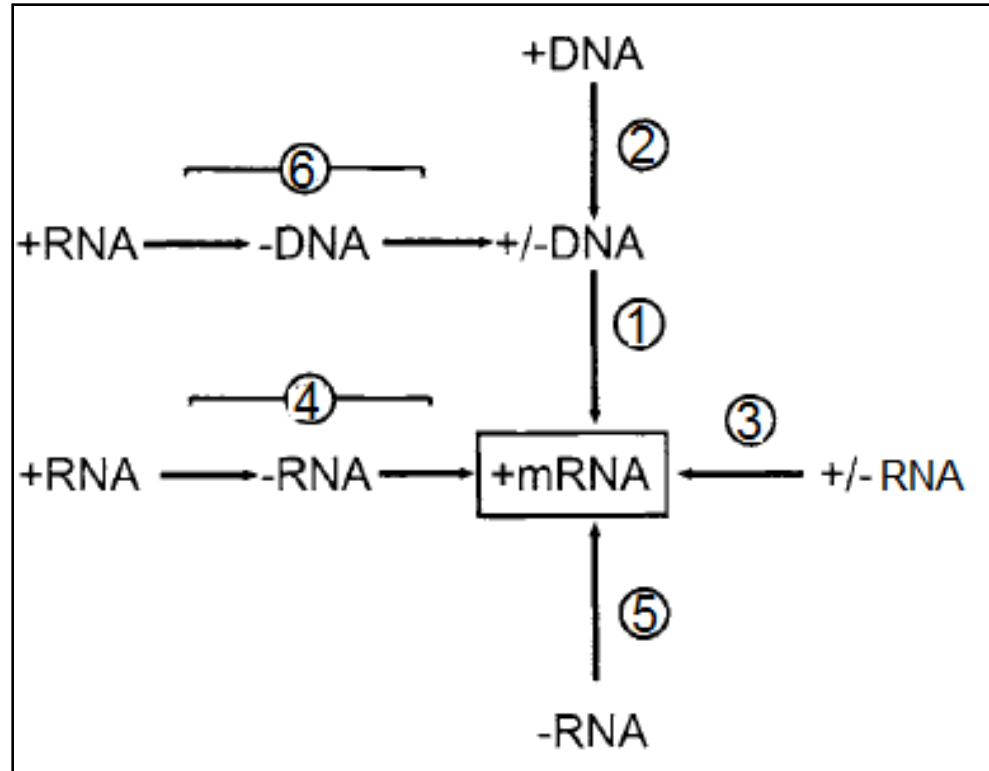 +DNA
②
⑥
+RNA -DNA +/-DNA
①
④
③
+RNA -RNA +mRNA +/- RNA
⑤
-RNA